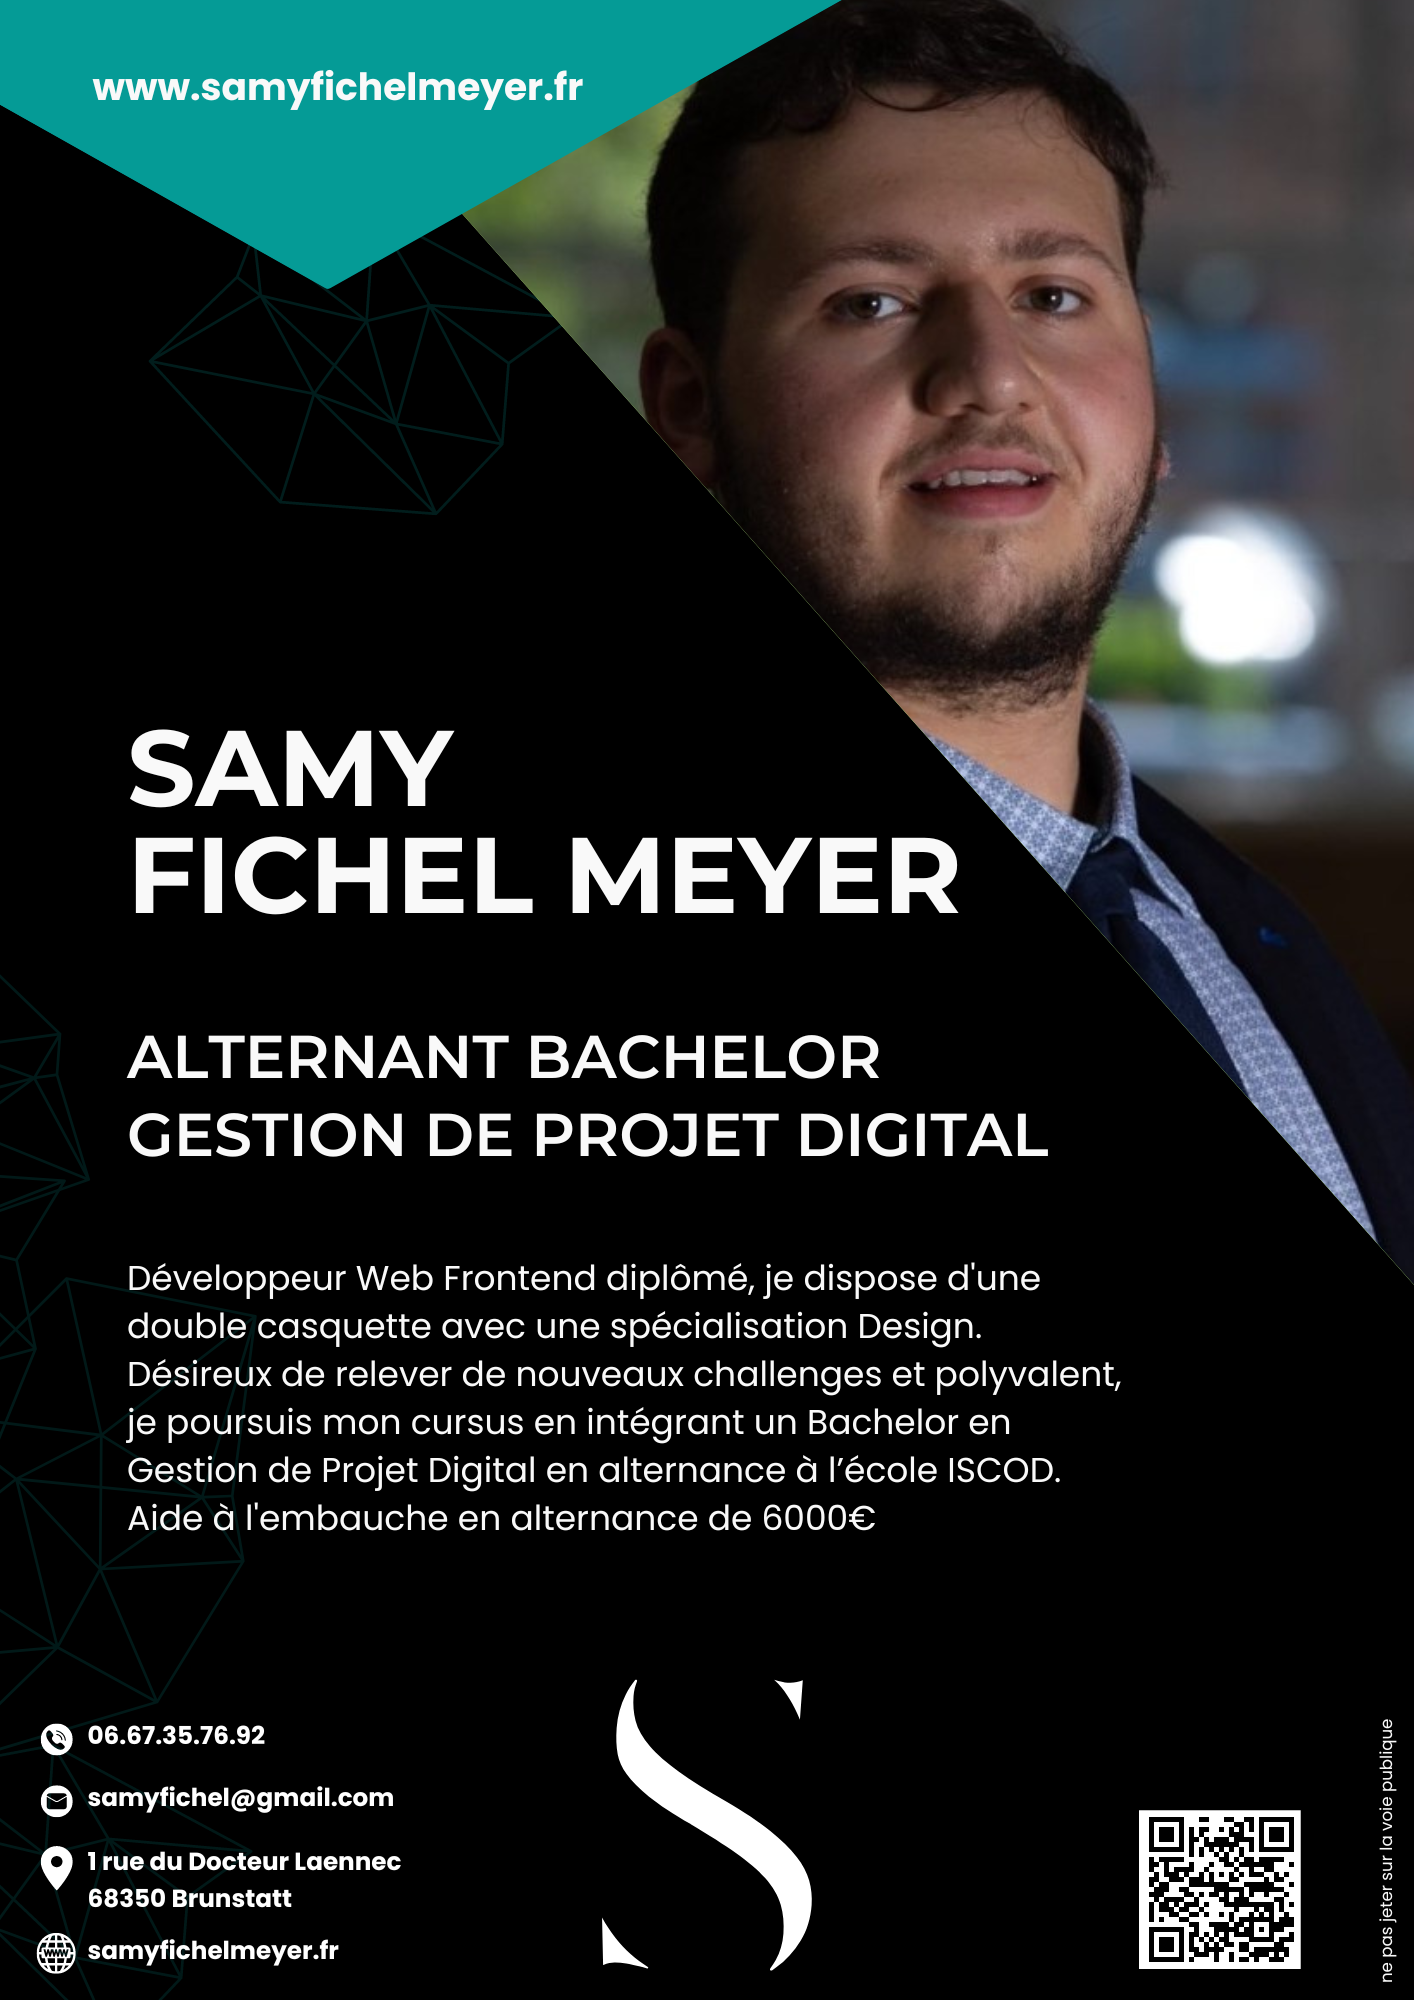 www.samyfichelmeyer.fr
SAMY
FICHEL MEYER
ALTERNANT BACHELOR
GESTION DE PROJET DIGITAL
Développeur Web Frontend diplômé, je dispose d'une
double casquette avec une spécialisation Design.
Désireux de relever de nouveaux challenges et polyvalent,
je poursuis mon cursus en intégrant un Bachelor en
Gestion de Projet Digital en alternance à l’école ISCOD.
Aide à l'embauche en alternance de 6000€
06.67.35.76.92
samyfichel@gmail.com
1 rue du Docteur Laennec
68350 Brunstatt
www
samyfichelmeyer.fr
S
ne pas jeter sur la voie publique